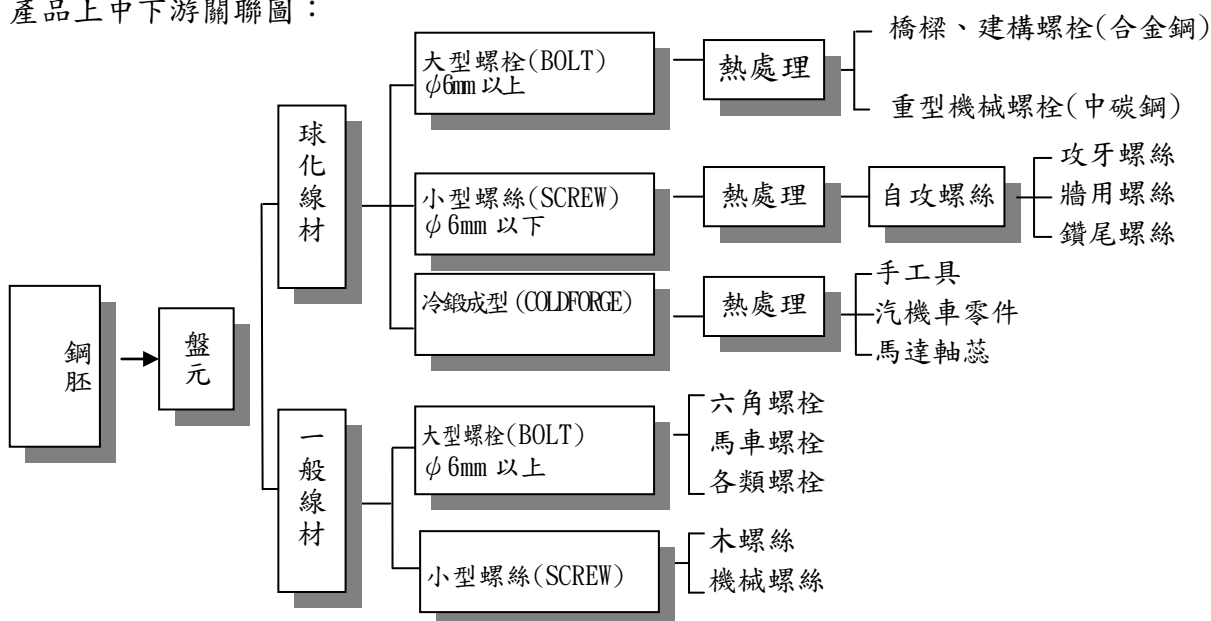 產品上中下游關聯圖：
鋼胚
盤元
球化線材
大型螺栓(BOLT)
φ6mm 以上
熱處理
橋樑、建構螺栓(合金鋼)
重型機械螺栓(中碳鋼)
小型螺絲(SCREW)
φ6mm 以下
熱處理
自攻螺絲
攻牙螺絲
牆用螺絲
鑽尾螺絲
冷鍛成型(COLDFORGE)
熱處理
手工具
汽機車零件
馬達軸蕊
一般線材
大型螺栓(BOLT)
φ6mm 以上
六角螺栓
馬車螺栓
各類螺栓
小型螺絲(SCREW)
木螺絲
機械螺絲